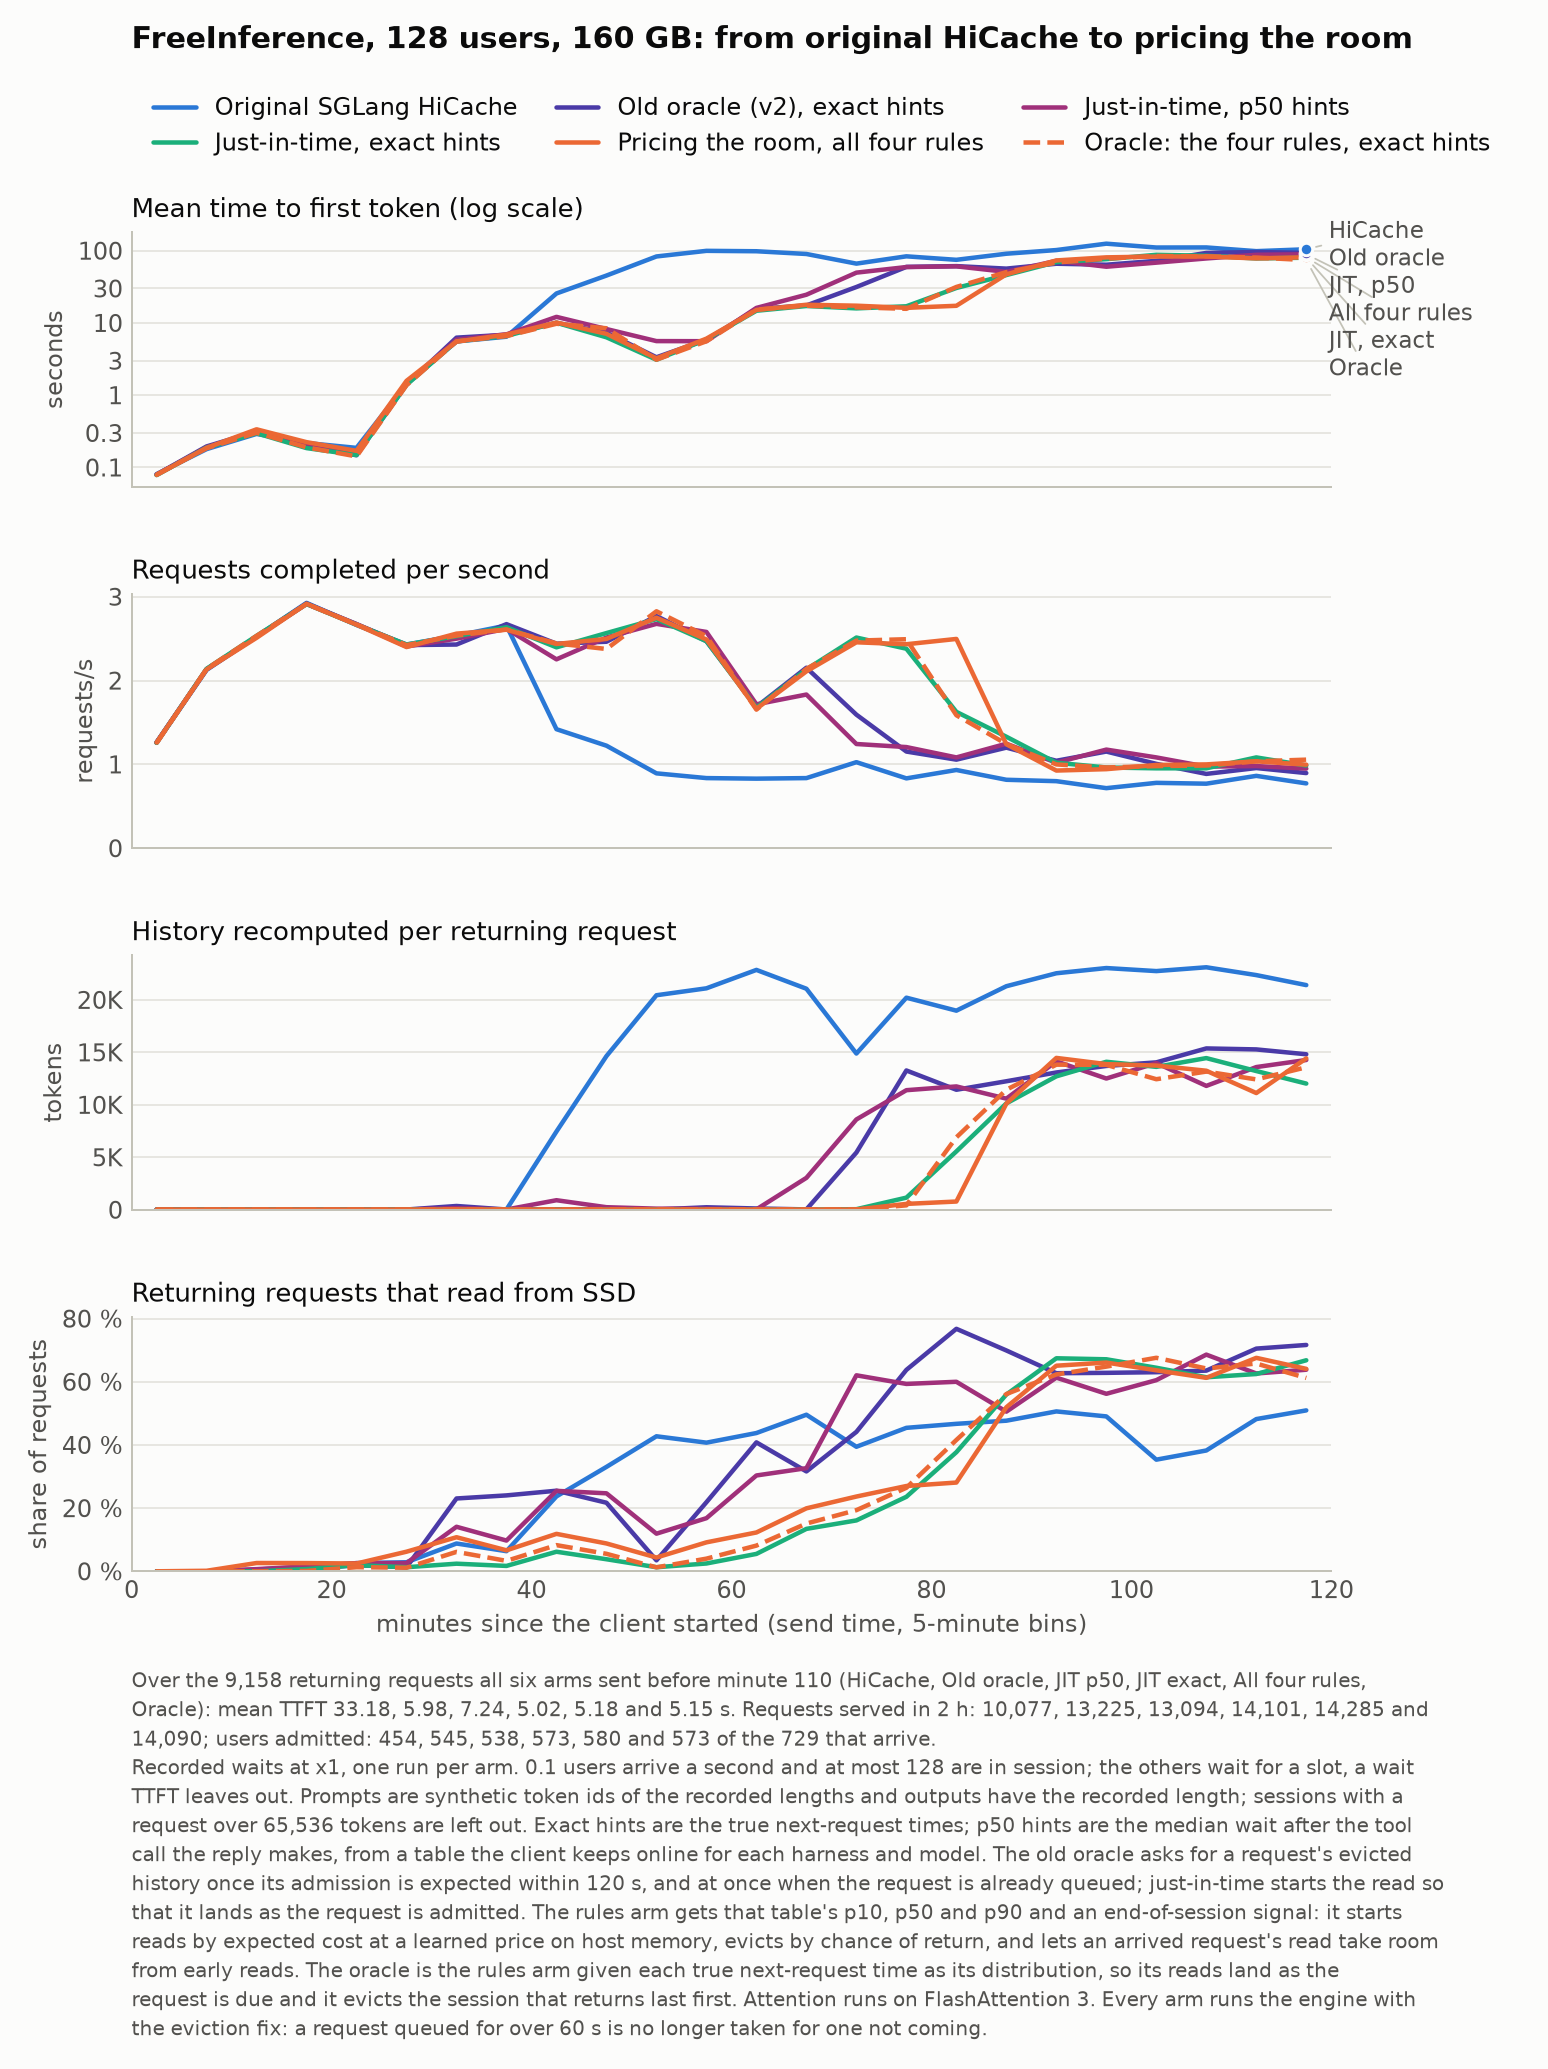 FreeInference, 128 users, 160 GB: from original HiCache to pricing the room
Original SGLang HiCache
Old oracle (v2), exact hints
Just-in-time, p50 hints
Just-in-time, exact hints
Pricing the room, all four rules
Oracle: the four rules, exact hints
Mean time to first token (log scale)
seconds
100
30
10
3
1
0.3
0.1
HiCache
Old oracle
JIT, p50
All four rules
JIT, exact
Oracle
Requests completed per second
requests/s
3
2
1
0
History recomputed per returning request
tokens
20K
15K
10K
5K
0
Returning requests that read from SSD
share of requests
80 %
60 %
40 %
20 %
0 %
0 20 40 60 80 100 120
minutes since the client started (send time, 5-minute bins)
Over the 9,158 returning requests all six arms sent before minute 110 (HiCache, Old oracle, JIT p50, JIT exact, All four rules,
Oracle): mean TTFT 33.18, 5.98, 7.24, 5.02, 5.18 and 5.15 s. Requests served in 2 h: 10,077, 13,225, 13,094, 14,101, 14,285 and
14,090; users admitted: 454, 545, 538, 573, 580 and 573 of the 729 that arrive.
Recorded waits at x1, one run per arm. 0.1 users arrive a second and at most 128 are in session; the others wait for a slot, a wait
TTFT leaves out. Prompts are synthetic token ids of the recorded lengths and outputs have the recorded length; sessions with a
request over 65,536 tokens are left out. Exact hints are the true next-request times; p50 hints are the median wait after the tool
call the reply makes, from a table the client keeps online for each harness and model. The old oracle asks for a request's evicted
history once its admission is expected within 120 s, and at once when the request is already queued; just-in-time starts the read so
that it lands as the request is admitted. The rules arm gets that table's p10, p50 and p90 and an end-of-session signal: it starts
reads by expected cost at a learned price on host memory, evicts by chance of return, and lets an arrived request's read take room
from early reads. The oracle is the rules arm given each true next-request time as its distribution, so its reads land as the
request is due and it evicts the session that returns last first. Attention runs on FlashAttention 3. Every arm runs the engine with
the eviction fix: a request queued for over 60 s is no longer taken for one not coming.